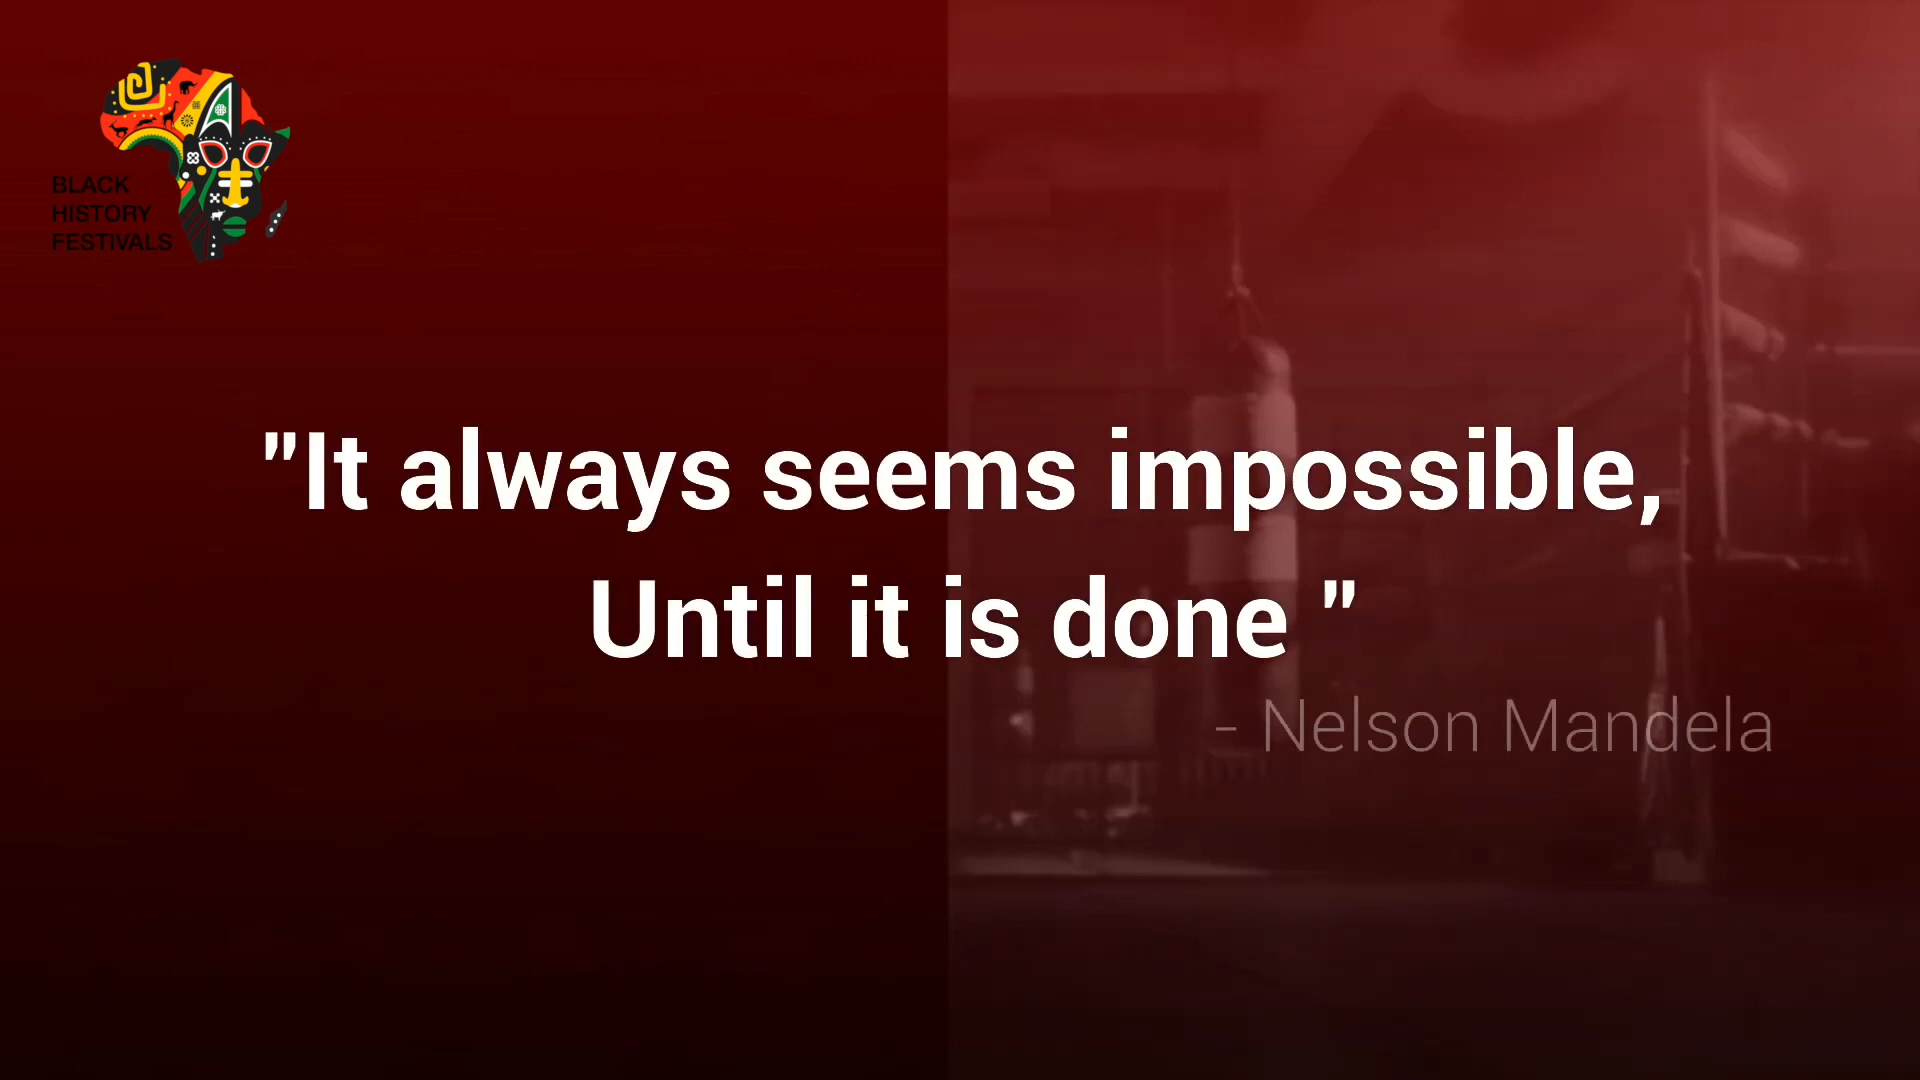 BLACK
HISTORY
FESTIVALS
"It always seems impossible,
Until it is done "
- Nelson Mandela